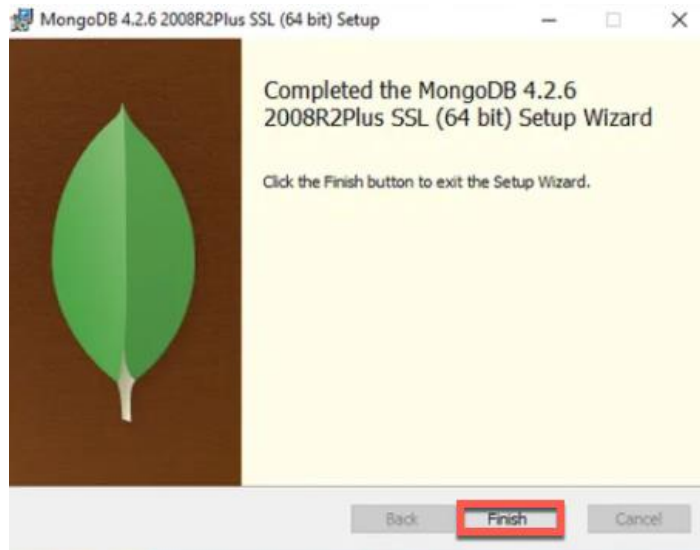 MongoDB 4.2.6 2008R2Plus SSL (64 bit) Setup
Completed the MongoDB 4.2.6
2008R2Plus SSL (64 bit) Setup Wizard
Click the Finish button to exit the Setup Wizard.
Back Finish Cancel